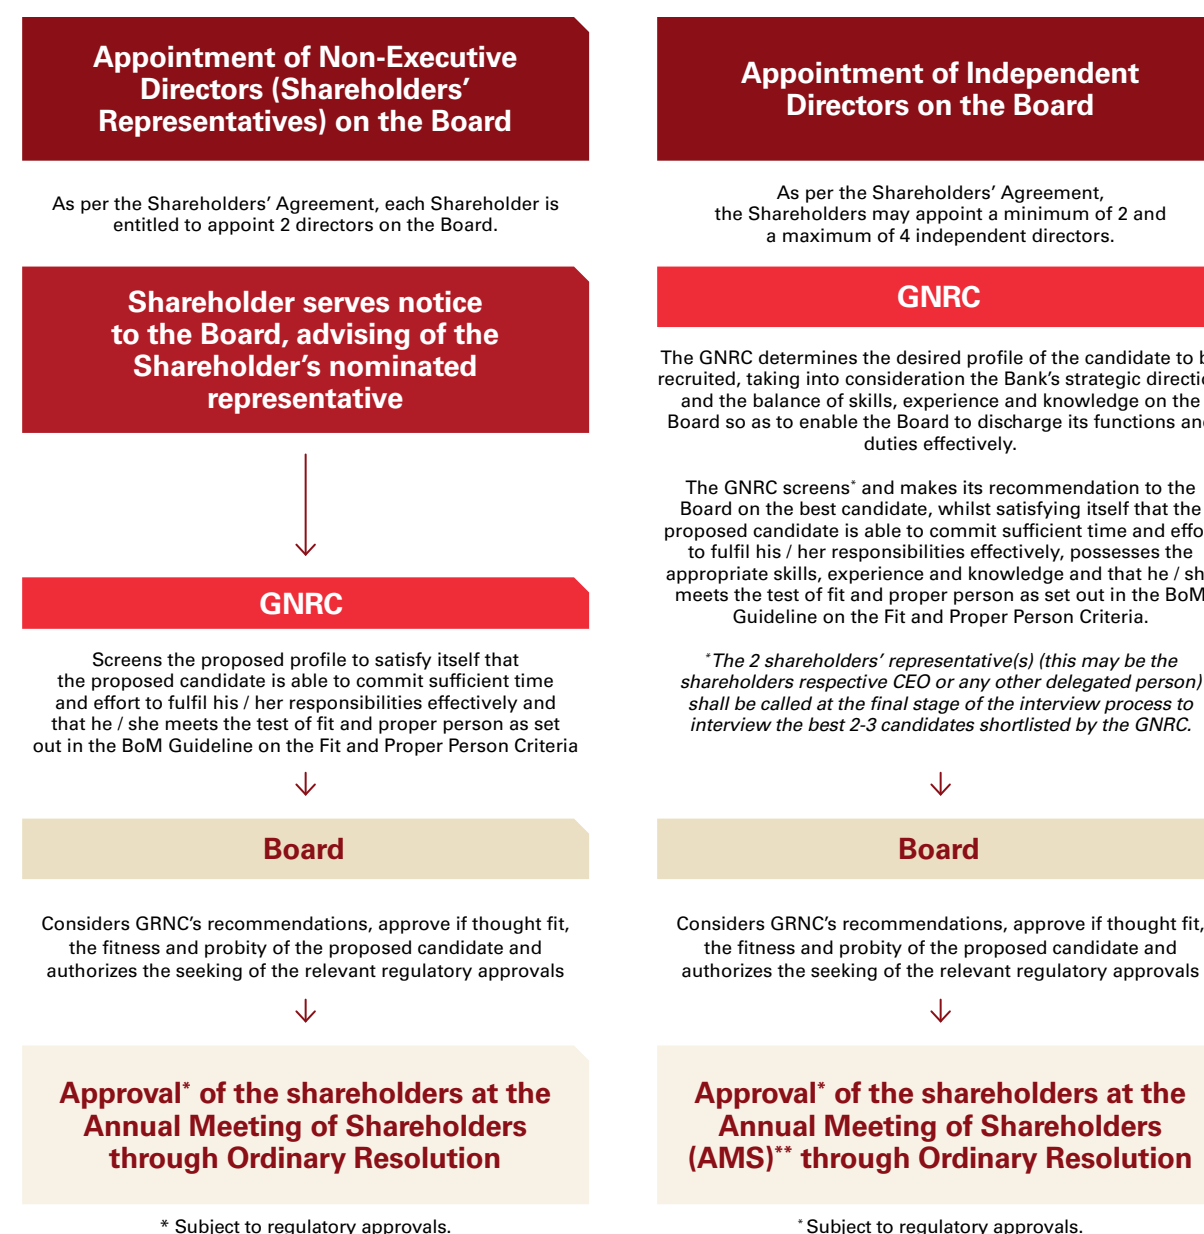 Appointment of Non-Executive
Directors (Shareholders'
Representatives) on the Board
As per the Shareholders' Agreement, each Shareholder is
entitled to appoint 2 directors on the Board.
Shareholder serves notice
to the Board, advising of the
Shareholder's nominated
representative
GNRC
Screens the proposed profile to satisfy itself that
the proposed candidate is able to commit sufficient time
and effort to fulfil his / her responsibilities effectively and
that he / she meets the test of fit and proper person as set
out in the BoM Guideline on the Fit and Proper Person Criteria
Board
Considers GRNC's recommendations, approve if thought fit,
the fitness and probity of the proposed candidate and
authorizes the seeking of the relevant regulatory approvals
Approval* of the shareholders at the
Annual Meeting of Shareholders
through Ordinary Resolution
* Subject to regulatory approvals.
Appointment of Independent
Directors on the Board
As per the Shareholders' Agreement,
the Shareholders may appoint a minimum of 2 and
a maximum of 4 independent directors.
GNRC
The GNRC determines the desired profile of the candidate to
recruited, taking into consideration the Bank's strategic
and the balance of skills, experience and knowledge on the
Board so as to enable the Board to discharge its functions
duties effectively.
The GNRC screens* and makes its recommendation to the
Board on the best candidate, whilst satisfying itself that the
proposed candidate is able to commit sufficient time and
to fulfil his / her responsibilities effectively, possesses the
appropriate skills, experience and knowledge and that he /
meets the test of fit and proper person as set out in the BoM
Guideline on the Fit and Proper Person Criteria.
*The 2 shareholders' representative(s) (this may be the
shareholders respective CEO or any other delegated person)
shall be called at the final stage of the interview process to
interview the best 2-3 candidates shortlisted by the GNRC.
Board
Considers GRNC's recommendations, approve if thought fit,
the fitness and probity of the proposed candidate and
authorizes the seeking of the relevant regulatory approvals
Approval* of the shareholders at the
Annual Meeting of Shareholders
(AMS)** through Ordinary Resolution
* Subject to regulatory approvals.